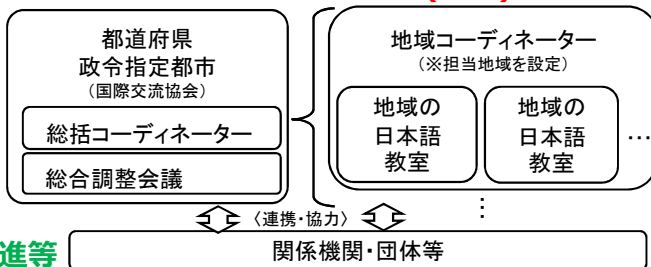 都道府県
政令指定都市
（国際交流協会）
総括コーディネーター
総合調整会議
地域コーディネーター
（※担当地域を設定）
地域の
日本語
教室
地域の
日本語
教室
…
⋮
〈連携・協力〉
関係機関・団体等
進等